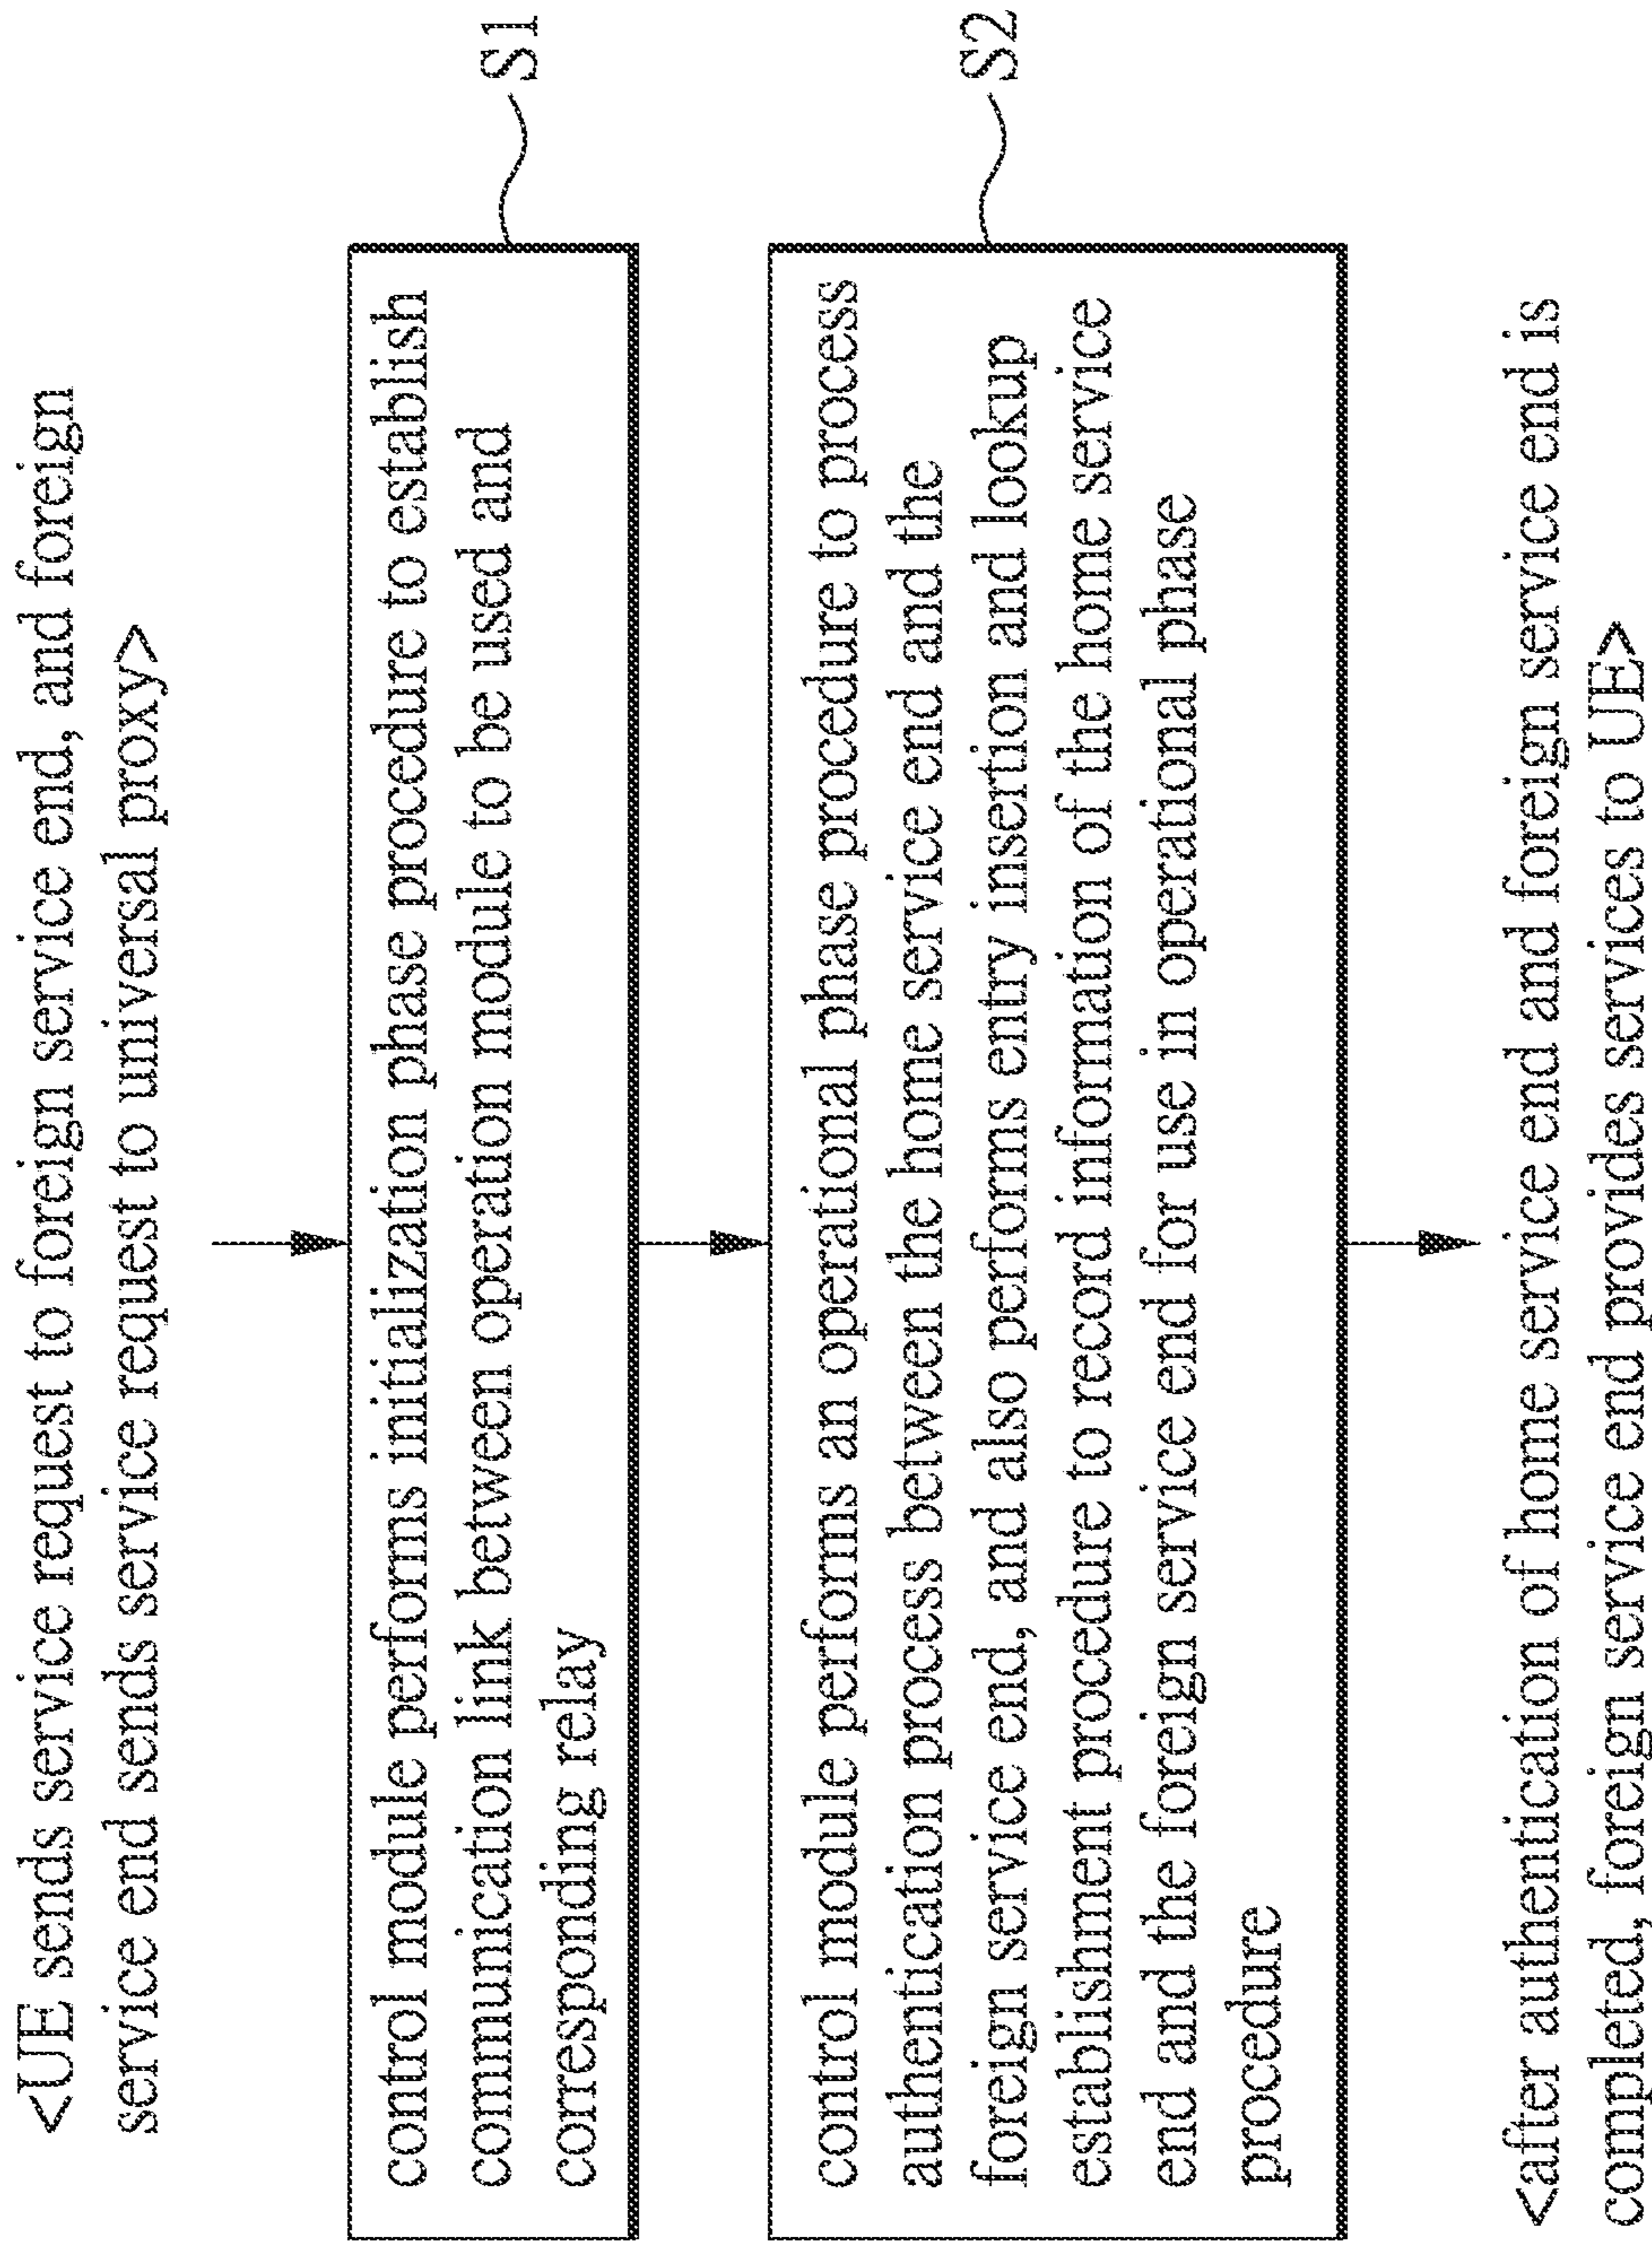 <UE sends service request to foreign service end, and foreign
service end sends service request to universal proxy>
control module performs initialization phase procedure to establish
communication link between operation module to be used and
corresponding relay
S1
control module performs an operational phase procedure to process
authentication process between the home service end and the
foreign service end, and also performs entry insertion and lookup
establishment procedure to record information of the home service
end and the foreign service end for use in operational phase
procedure
S2
<after authentication of home service end and foreign service end is
completed, foreign service end provides services to UE>